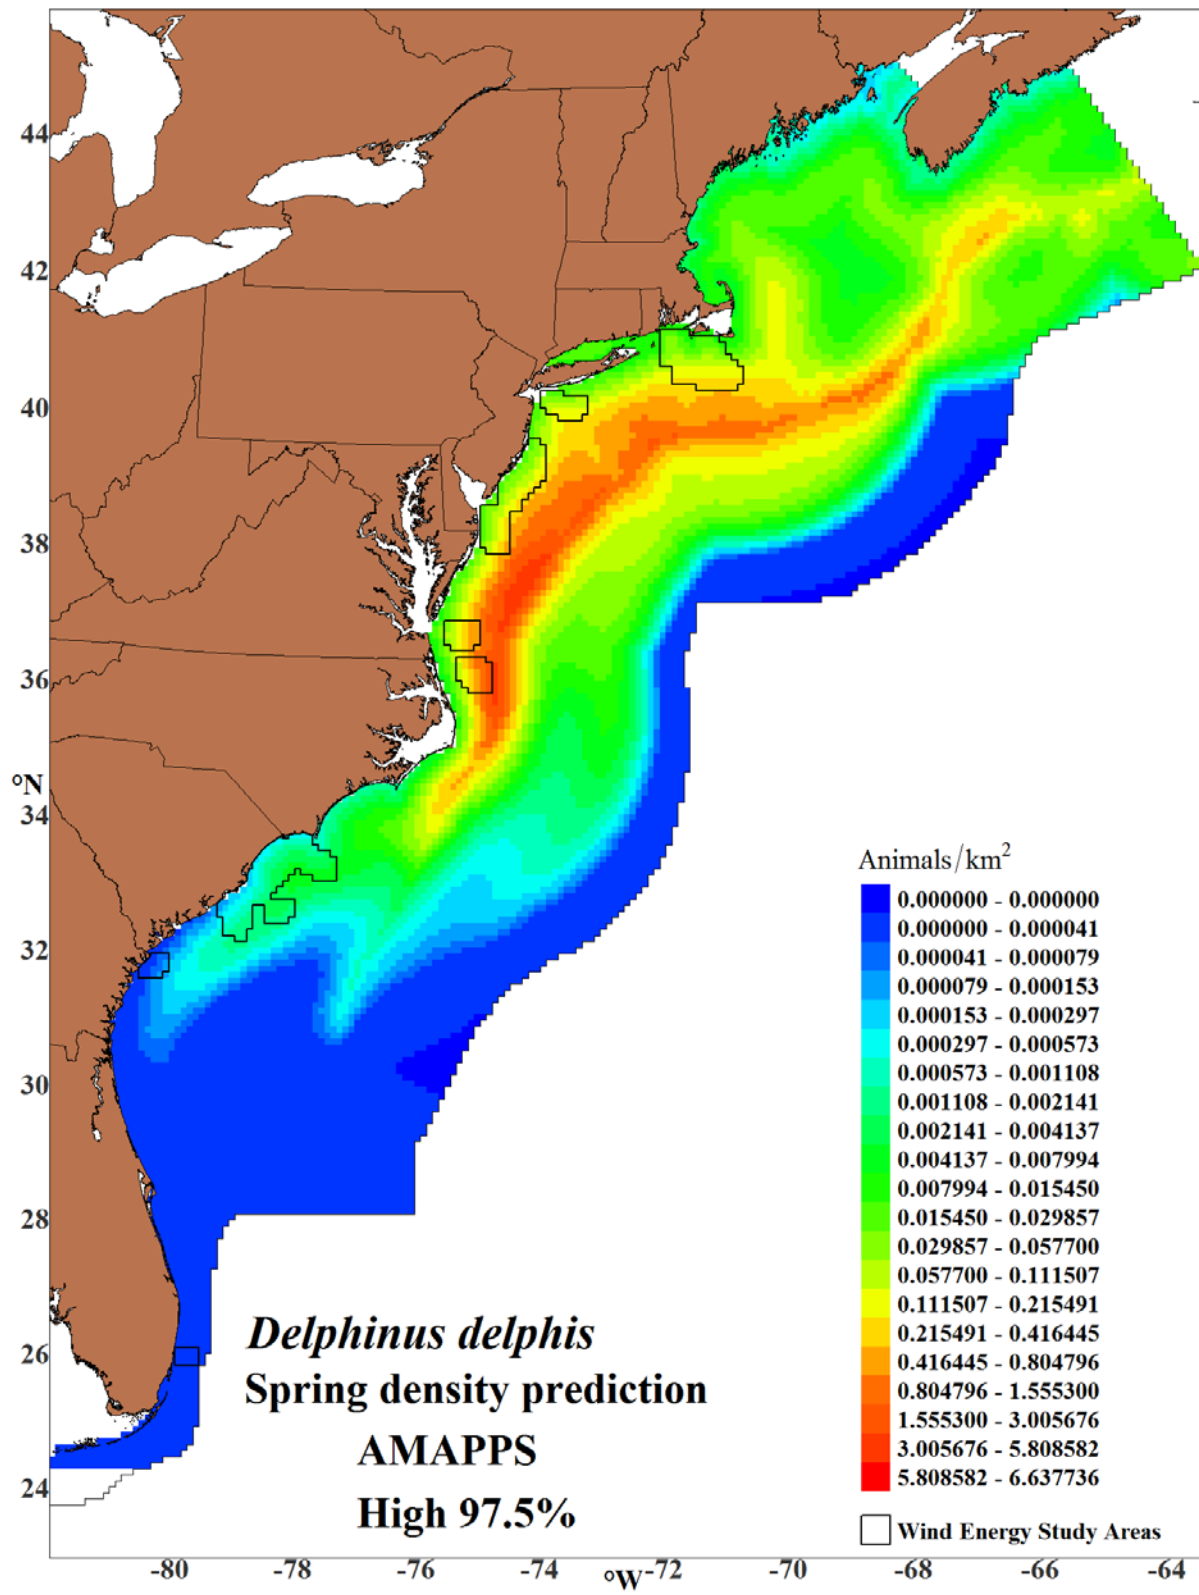 44
42
40
38
36
°N
34
32
30
28
26
24
Animals/km²
0.000000 - 0.000000
0.000000 - 0.000041
0.000041 - 0.000079
0.000079 - 0.000153
0.000153 - 0.000297
0.000297 - 0.000573
0.000573 - 0.001108
0.001108 - 0.002141
0.002141 - 0.004137
0.004137 - 0.007994
0.007994 - 0.015450
0.015450 - 0.029857
0.029857 - 0.057700
0.057700 - 0.111507
0.111507 - 0.215491
0.215491 - 0.416445
0.416445 - 0.804796
0.804796 - 1.555300
1.555300 - 3.005676
3.005676 - 5.808582
5.808582 - 6.637736
Wind Energy Study Areas
Delphinus delphis
Spring density prediction
AMAPPS
High 97.5%
-80 -78 -76 -74 °W -72 -70 -68 -66 -64